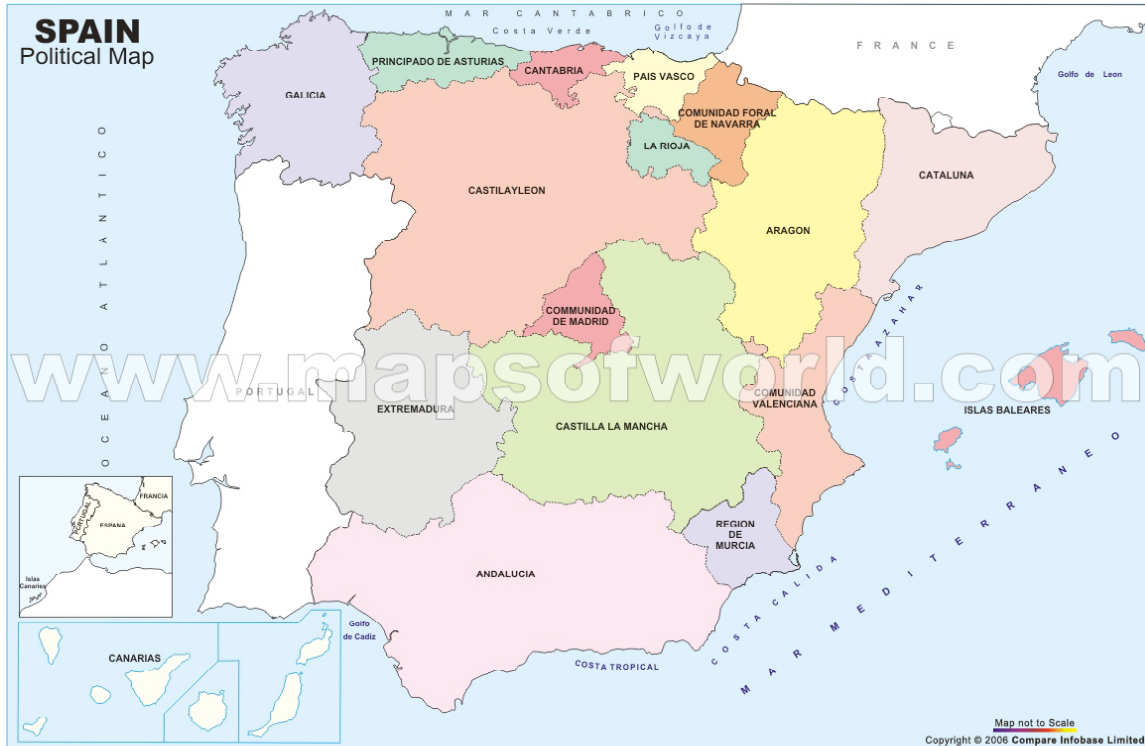 SPAIN
Political Map
MAR CANTABRICO
Costa Verde
Golfo de
Vizcaya
FRANCE
Golfo de Leon
PRINCIPADO DE ASTURIAS
CANTABRIA
PAIS VASCO
GALICIA
COMUNIDAD FORAL
DE NAVARRA
LA RIOJA
CATALUNA
CASTILAYLEON
ARAGON
OCEANO ATLANTICO
COMMUNIDAD
DE MADRID
COSTA AZAHAR
www.mapsofworld.com
PORTUGAL
EXTREMADURA
COMUNIDAD
VALENCIANA
ISLAS BALEARES
CASTILLA LA MANCHA
FRANCIA
PORTUGAL
ESPANA
Islas
Canaries
REGION
DE
MURCIA
ANDALUCIA
COSTA CALIDA
MAR MEDITERRANEO
Golfo
de Cadiz
CANARIAS
COSTA TROPICAL
Map not to Scale
Copyright © 2006 Compare Infobase Limited